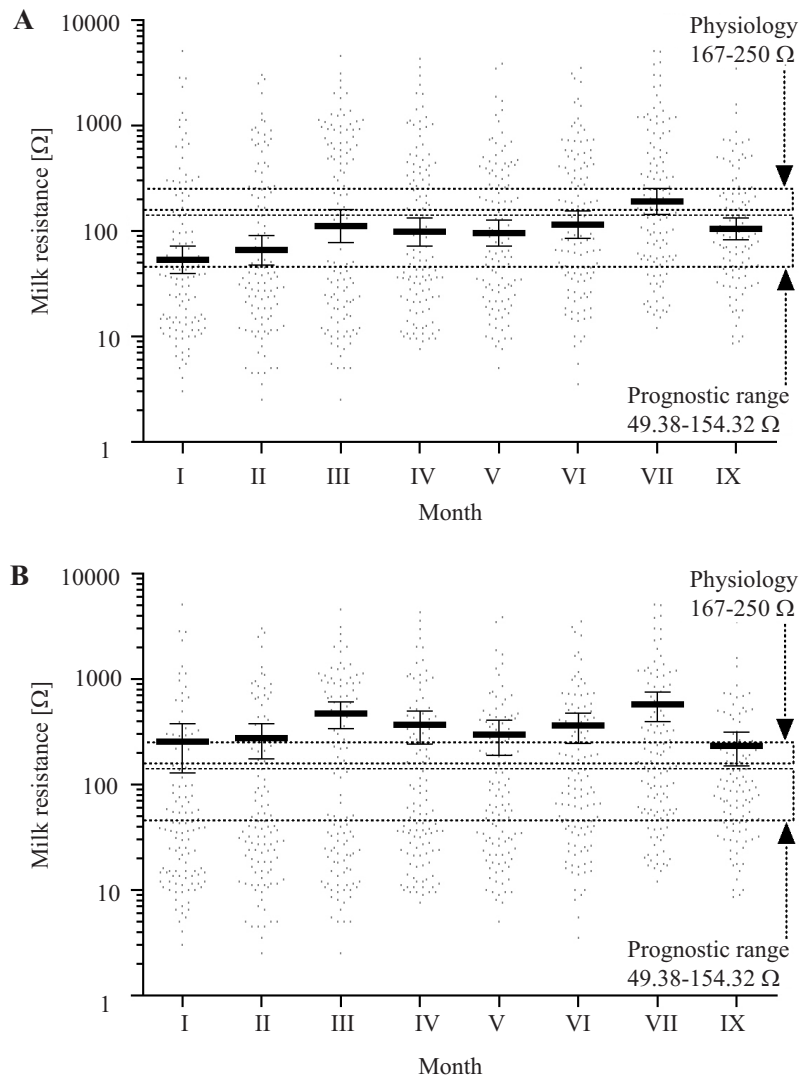 A
10000
1000
100
10
1
Milk resistance [Ω]
Physiology
167-250 Ω
Prognostic range
49.38-154.32 Ω
I II III IV V VI VII IX
Month
B
10000
1000
100
10
1
Milk resistance [Ω]
Physiology
167-250 Ω
Prognostic range
49.38-154.32 Ω
I II III IV V VI VII IX
Month